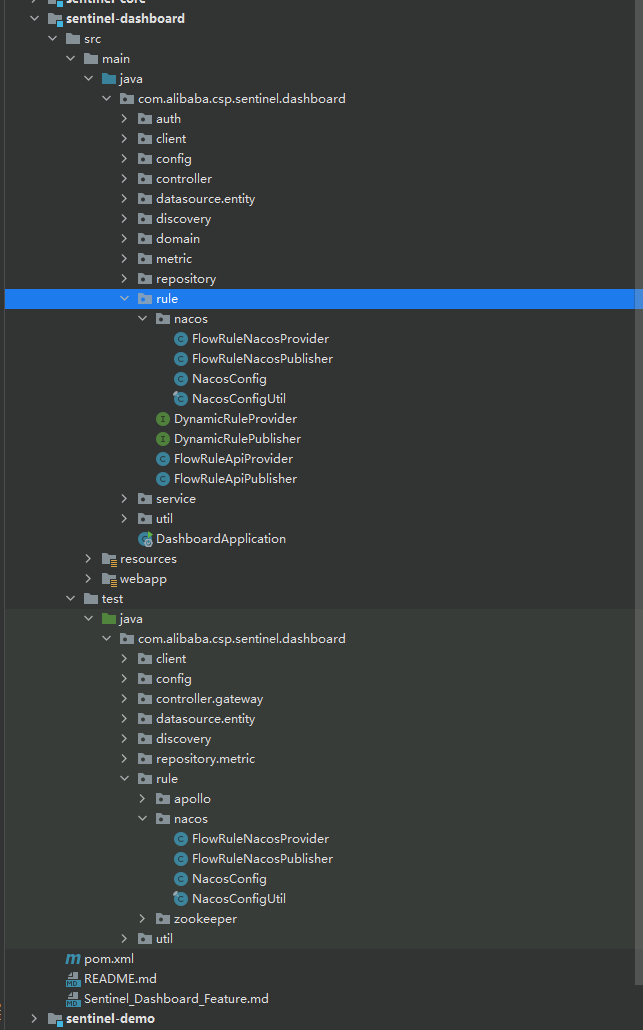 sentinel-core
sentinel-dashboard
src
main
java
com.alibaba.csp.sentinel.dashboard
auth
client
config
controller
datasource.entity
discovery
domain
metric
repository
rule
nacos
FlowRuleNacosProvider
FlowRuleNacosPublisher
NacosConfig
NacosConfigUtil
DynamicRuleProvider
DynamicRulePublisher
FlowRuleApiProvider
FlowRuleApiPublisher
service
util
DashboardApplication
resources
webapp
test
java
com.alibaba.csp.sentinel.dashboard
client
config
controller.gateway
datasource.entity
discovery
repository.metric
rule
apollo
nacos
FlowRuleNacosProvider
FlowRuleNacosPublisher
NacosConfig
NacosConfigUtil
zookeeper
util
pom.xml
README.md
Sentinel_Dashboard_Feature.md
sentinel-demo